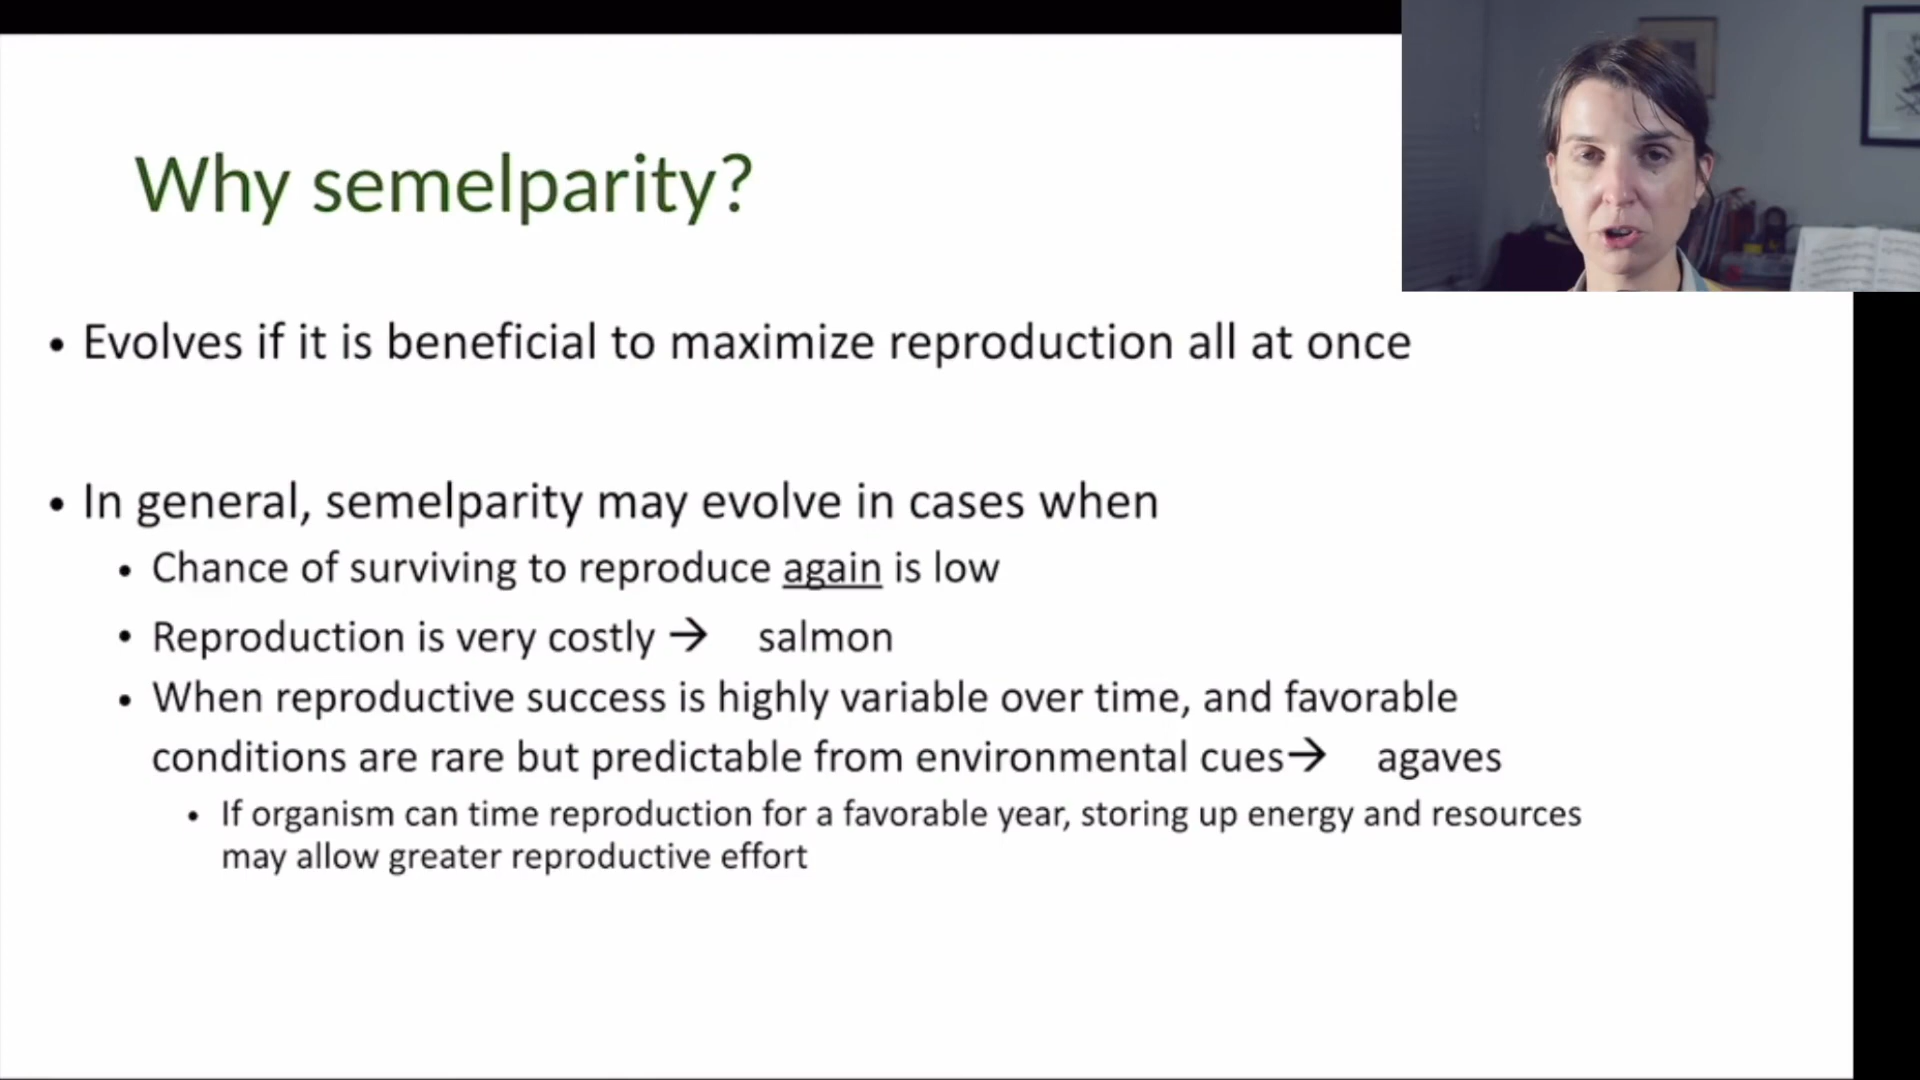 Why semelparity?
• Evolves if it is beneficial to maximize reproduction all at once
• In general, semelparity may evolve in cases when
• Chance of surviving to reproduce again is low
• Reproduction is very costly → salmon
• When reproductive success is highly variable over time, and favorable
conditions are rare but predictable from environmental cues→ agaves
• If organism can time reproduction for a favorable year, storing up energy and resources
may allow greater reproductive effort